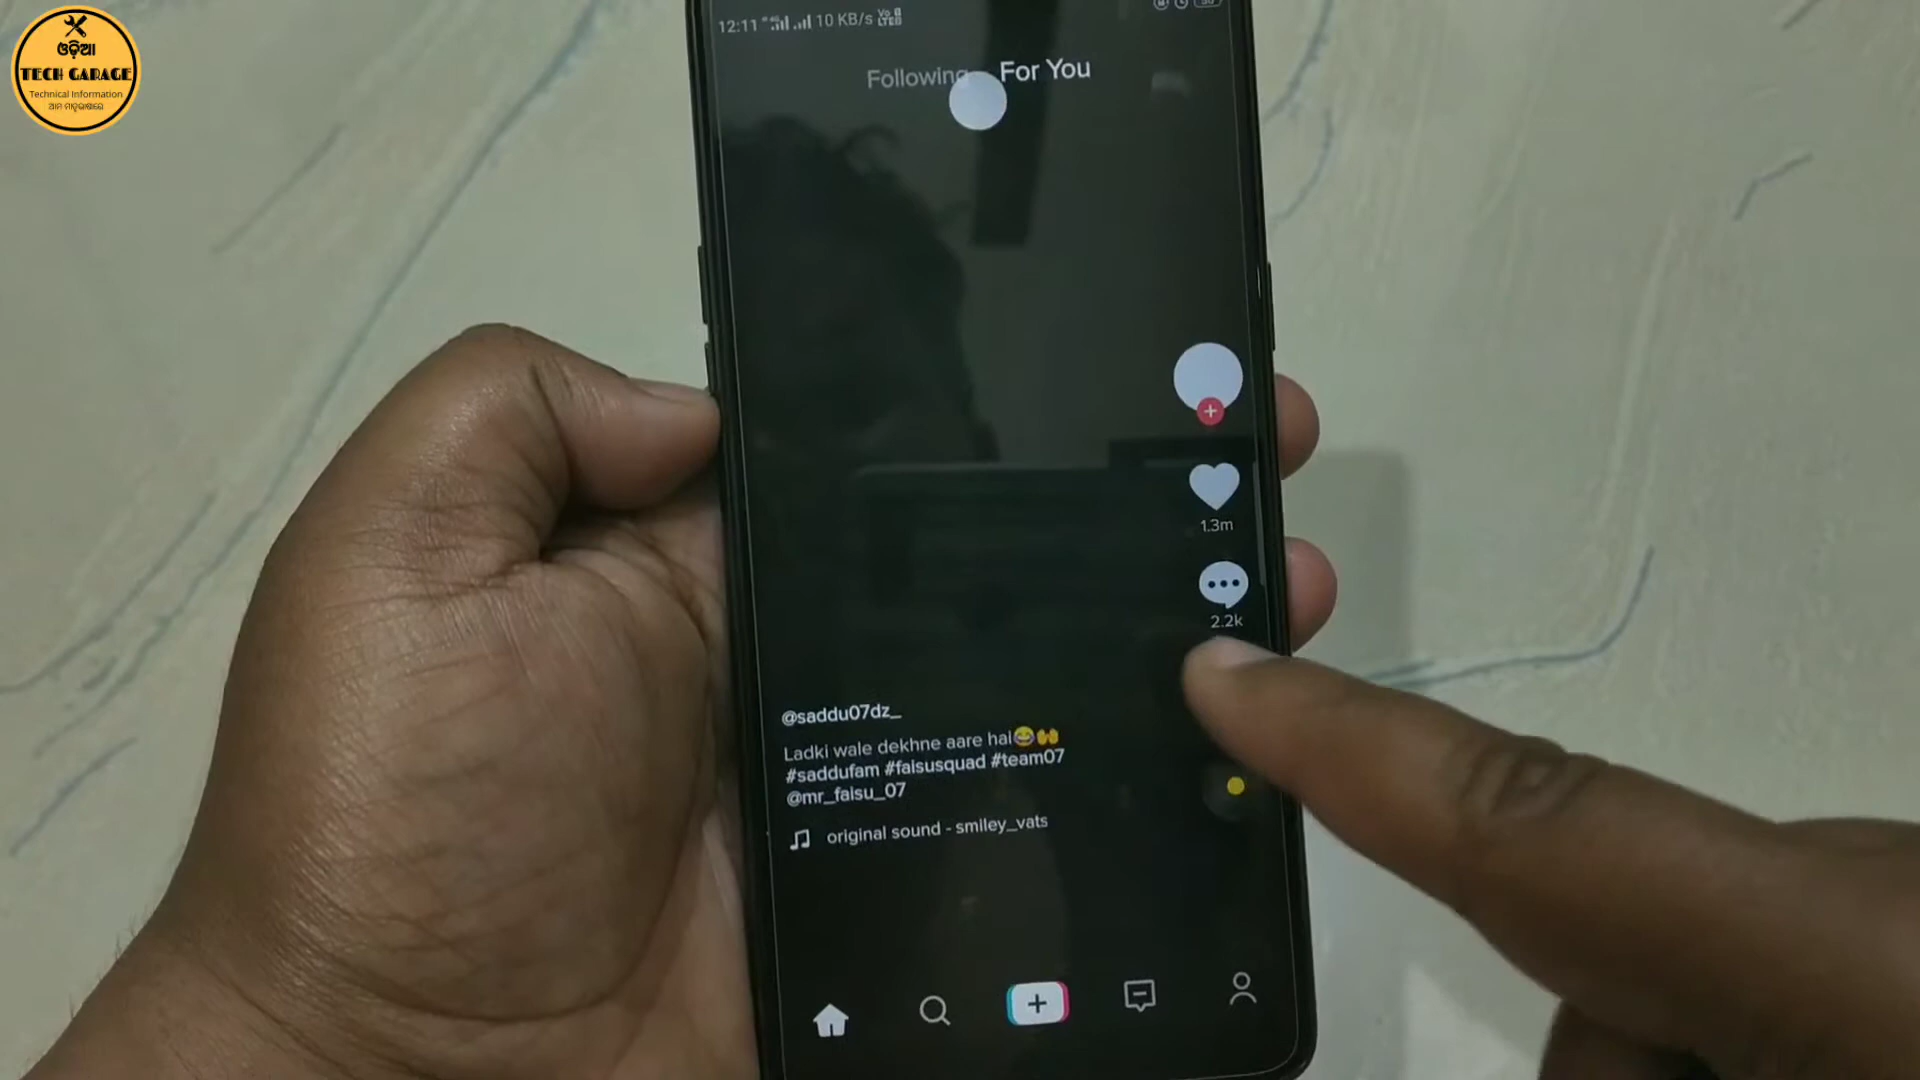 ଓଡ଼ିଆ
TECH GARAGE
Technical Information
ଆମ ମାତୃଭାଷାରେ
12:11
10 KB/s
Following
For You
1.3m
2.2k
@saddu07dz_
Ladki wale dekhne aare hai😂🙌
#saddufam #faisusquad #team07
@mr_faisu_07
original sound - smiley_vats